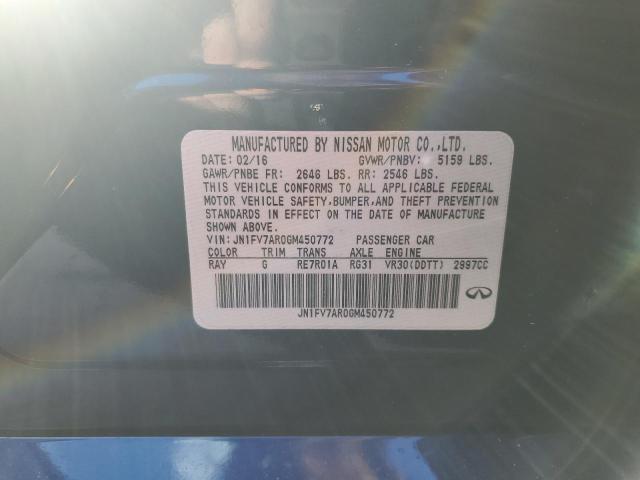 MANUFACTURED BY NISSAN MOTOR CO.,LTD.
DATE: 02/16 GVWR/PNBV: 5159 LBS.
GAWR/PNBE FR: 2646 LBS. RR: 2546 LBS.
THIS VEHICLE CONFORMS TO ALL APPLICABLE FEDERAL
MOTOR VEHICLE SAFETY,BUMPER,AND THEFT PREVENTION
STANDARDS IN EFFECT ON THE DATE OF MANUFACTURE
SHOWN ABOVE.
VIN: JN1FV7AR0GM450772 PASSENGER CAR
COLOR TRIM TRANS AXLE ENGINE
RAY G RE7R01A RG31 VR30(DDTT) 2997CC
JN1FV7AR0GM450772